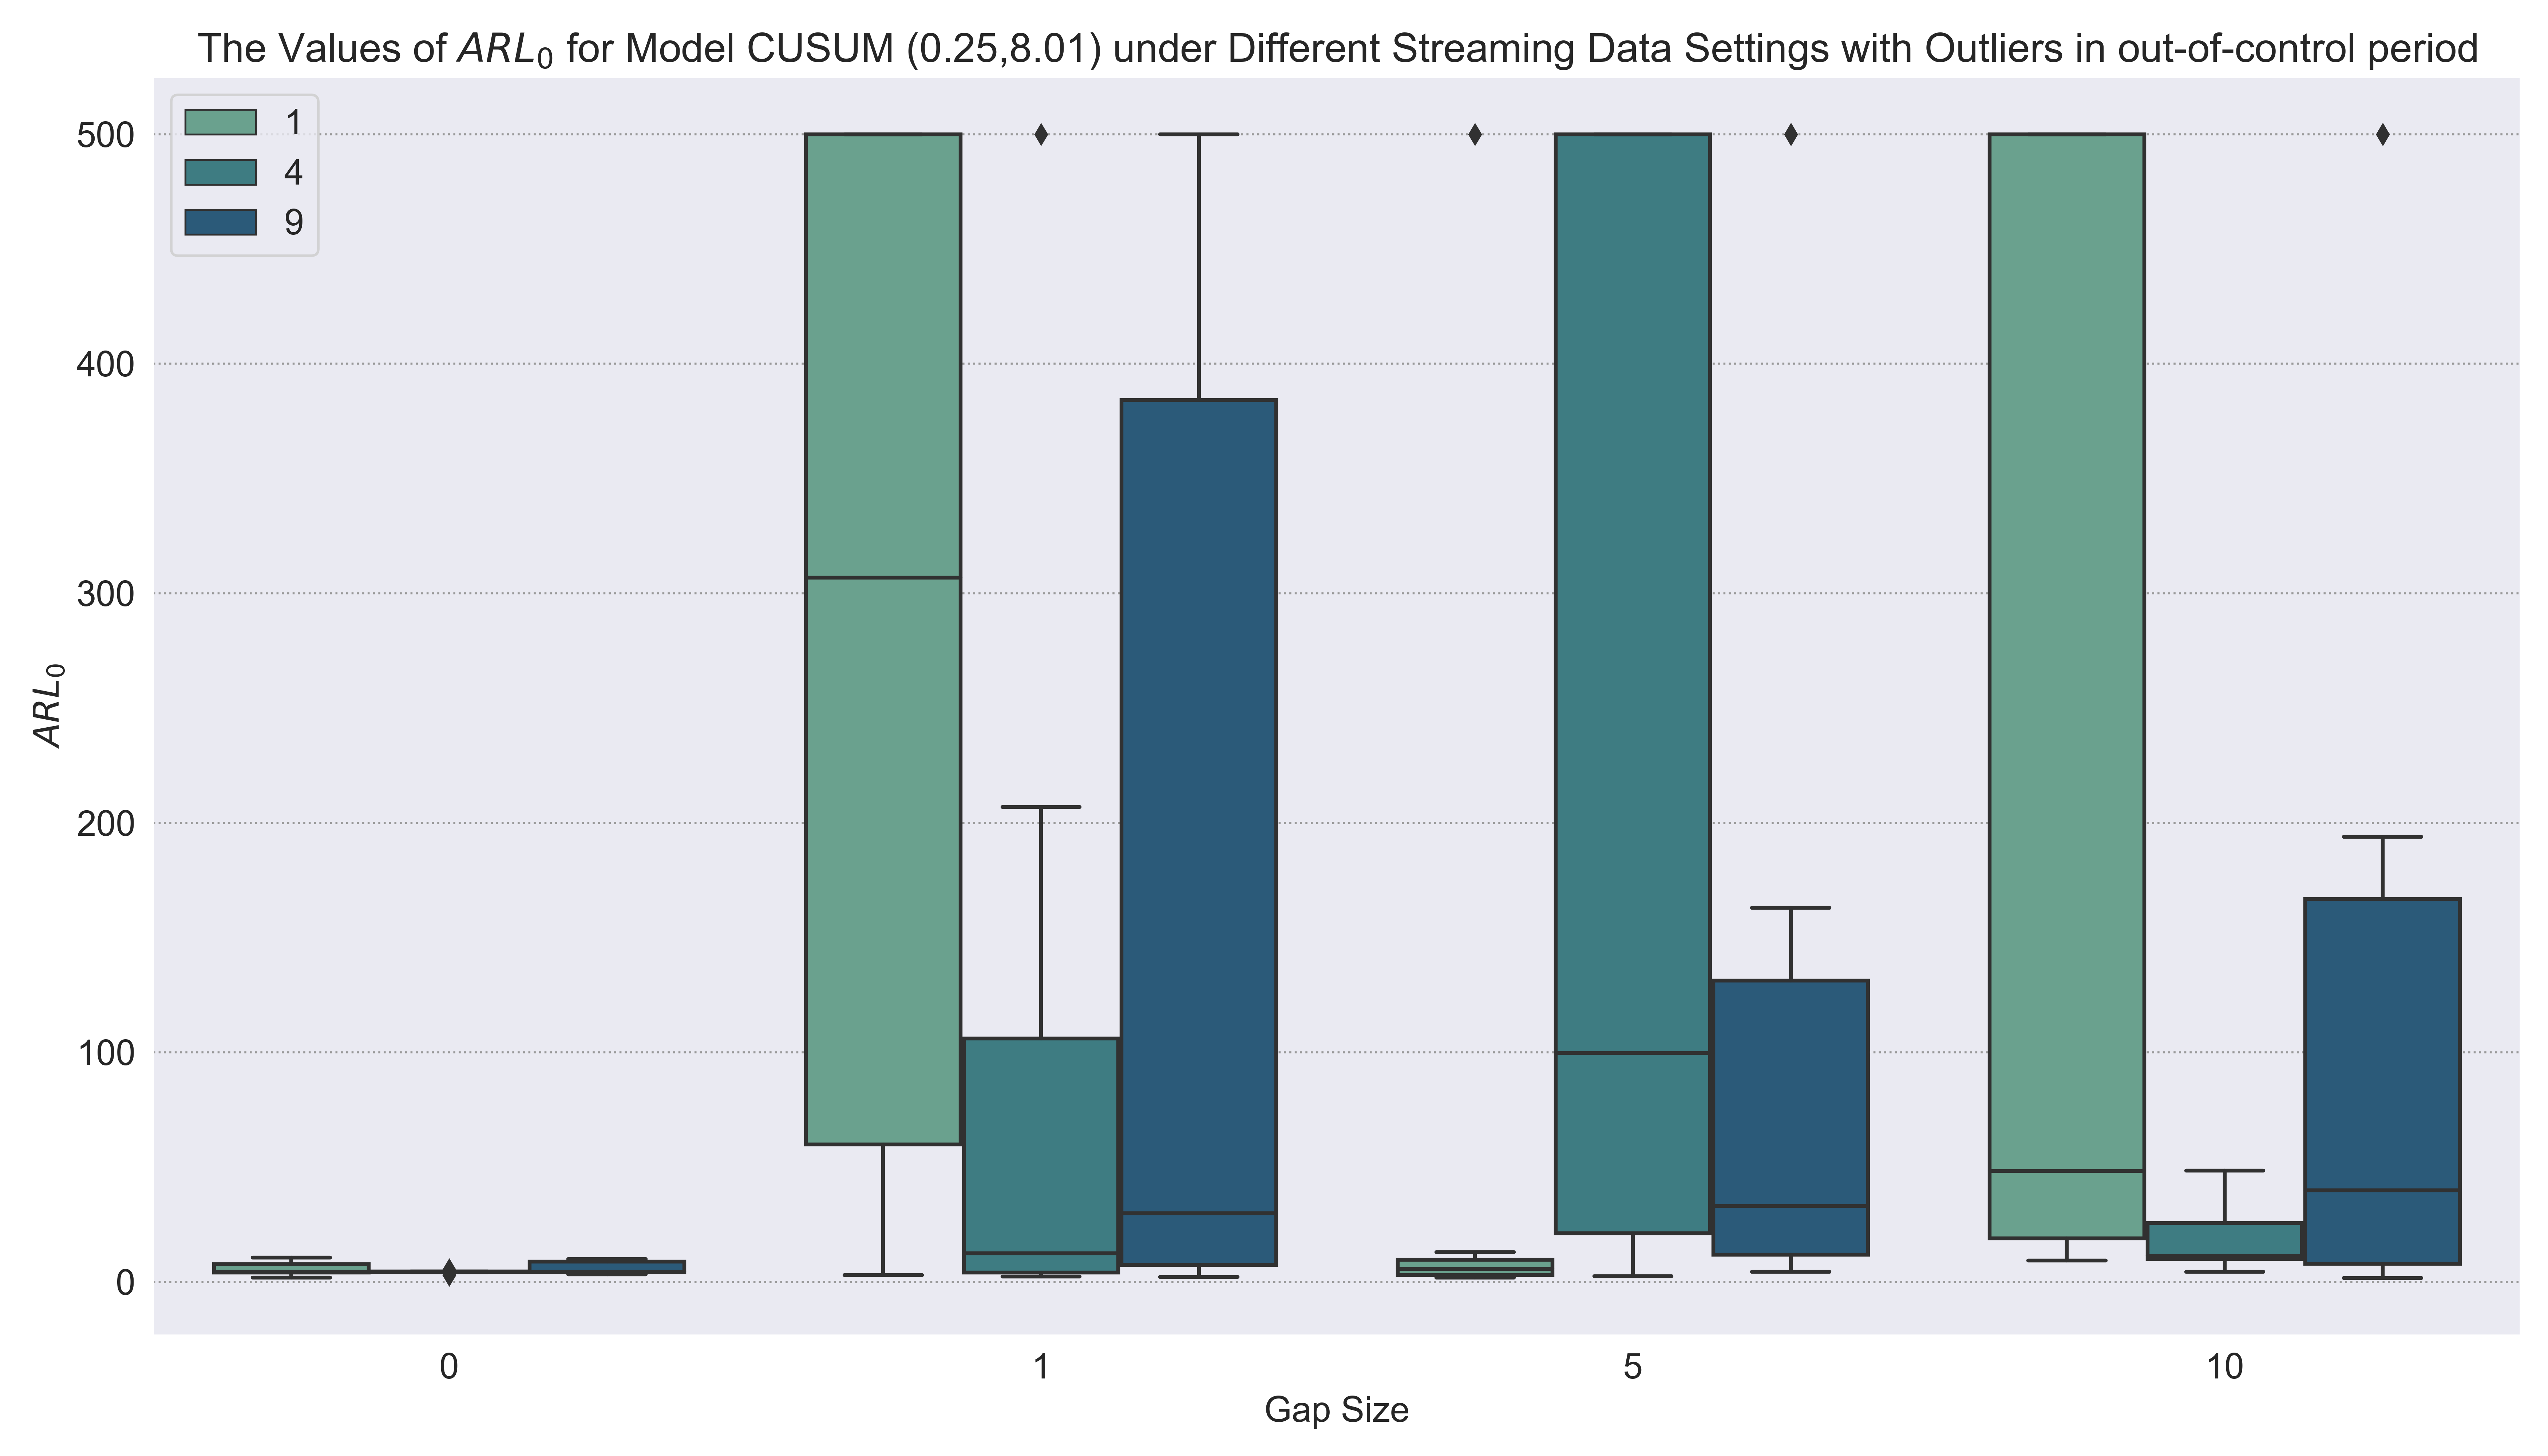 The Values of ARL₀ for Model CUSUM (0.25,8.01) under Different Streaming Data Settings with Outliers in out-of-control period
1
4
9
500
400
300
200
100
0
ARL₀
0 1 5 10
Gap Size